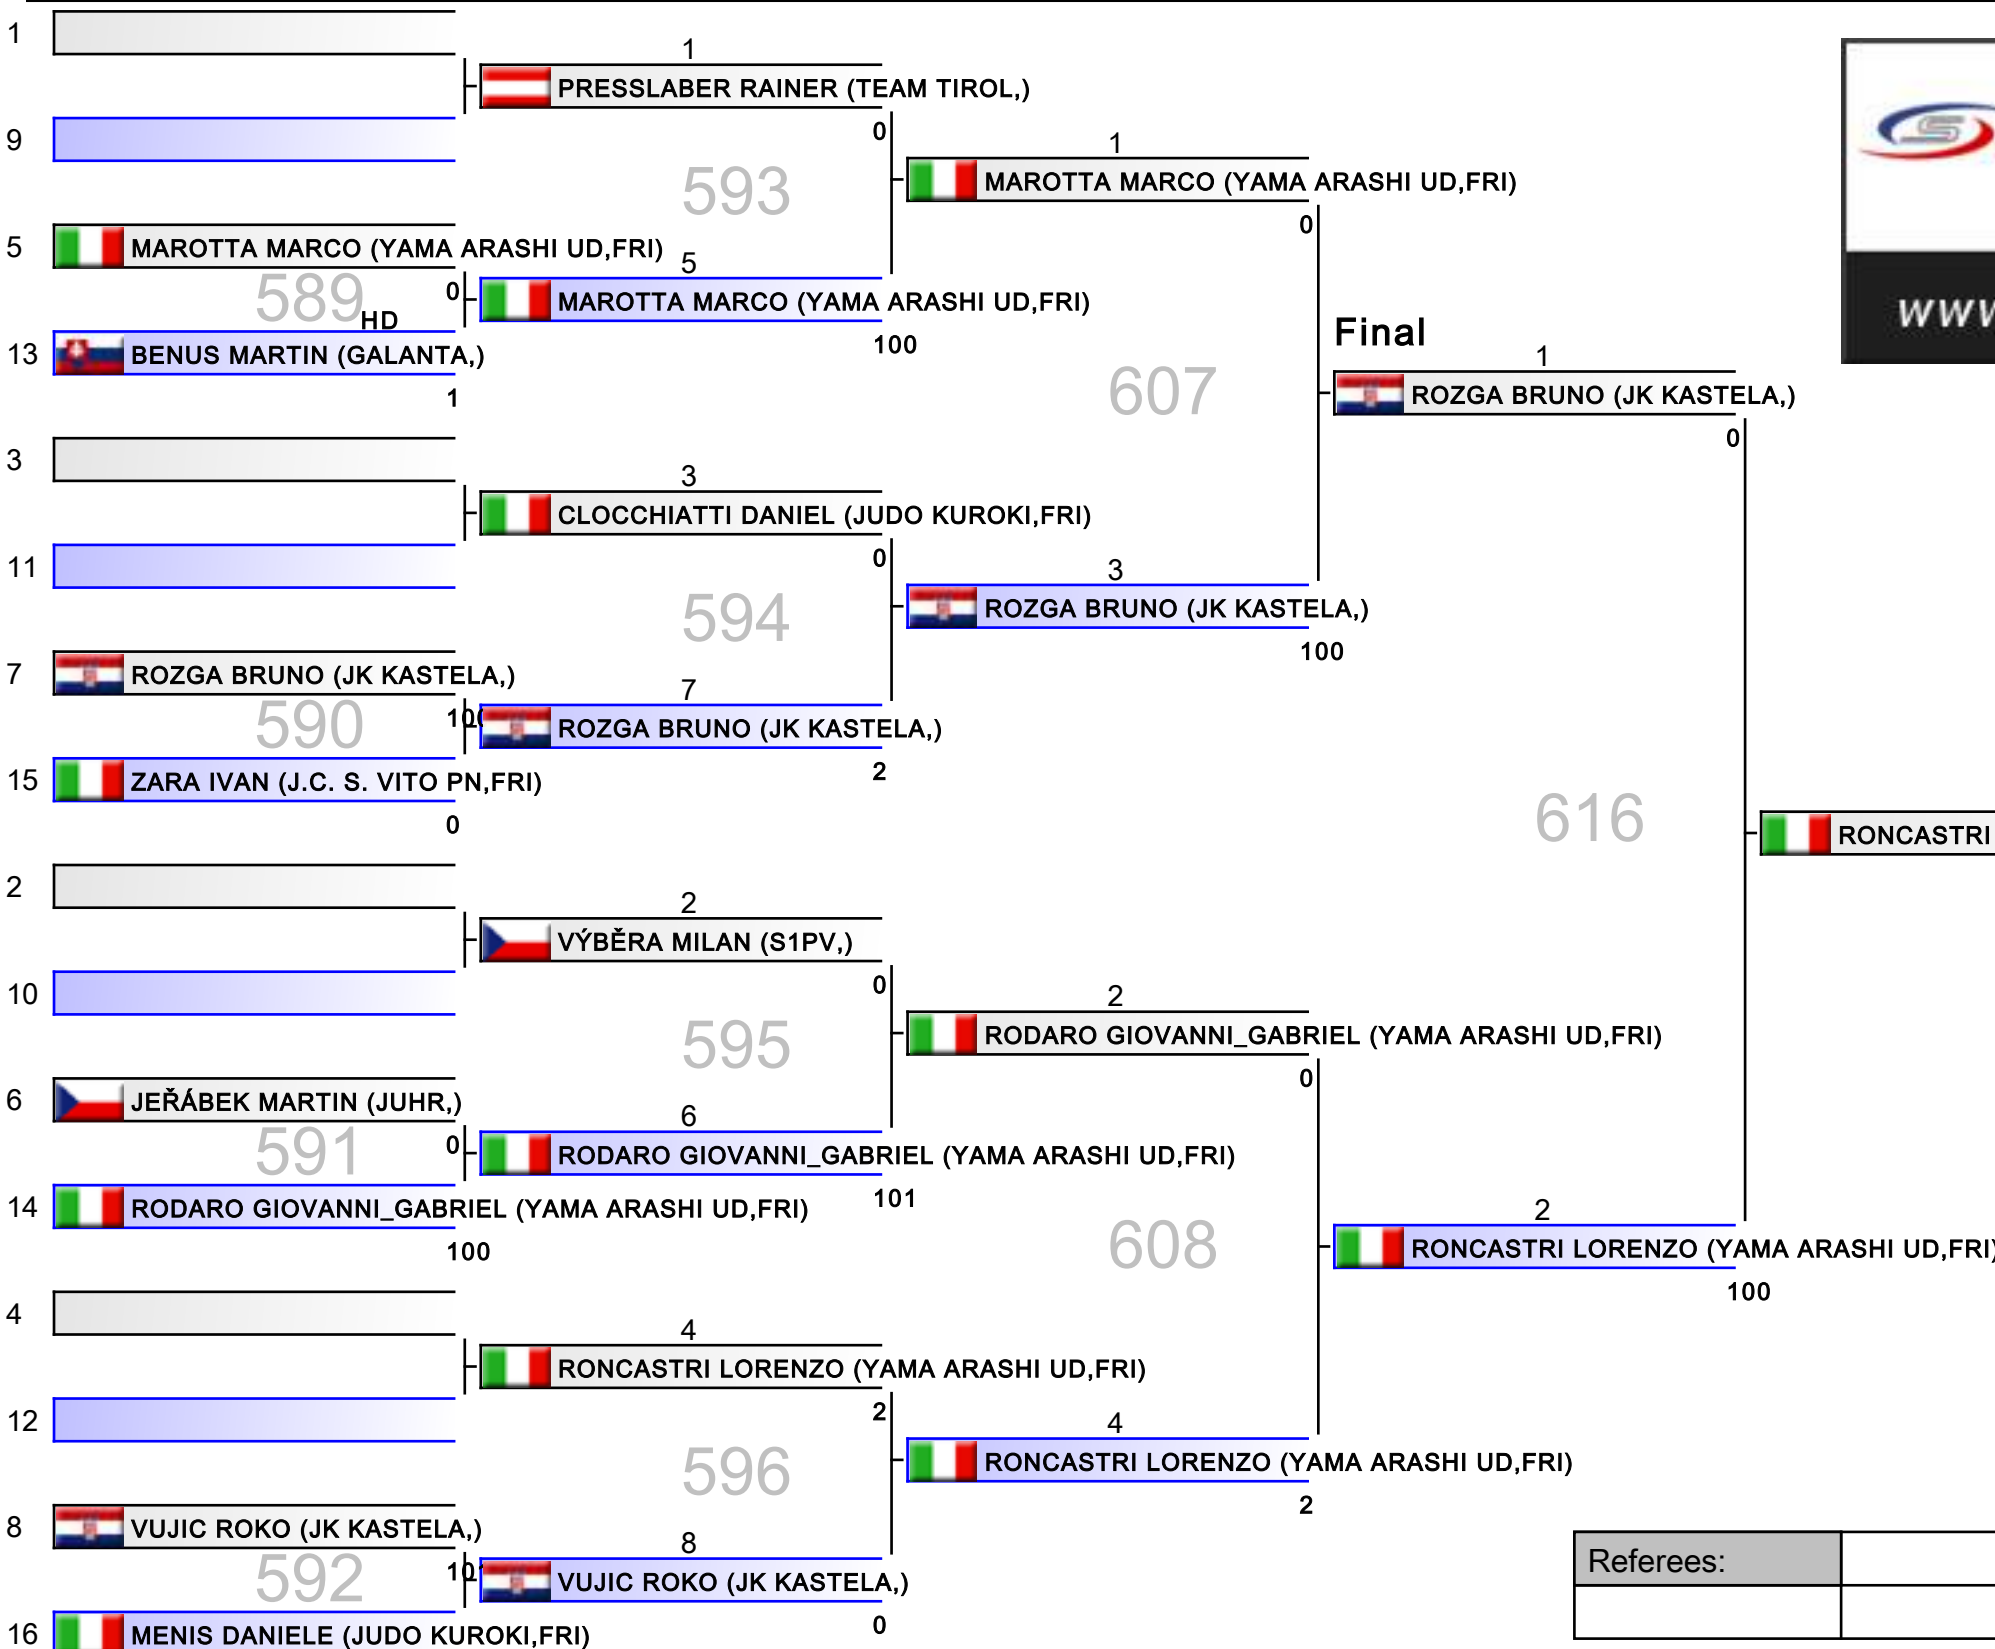 1
1
PRESSLABER RAINER (TEAM TIROL,)
0
9
1
593
MAROTTA MARCO (YAMA ARASHI UD,FRI)
0
5
MAROTTA MARCO (YAMA ARASHI UD,FRI)
5
589
HD
0
MAROTTA MARCO (YAMA ARASHI UD,FRI)
100
13
BENUS MARTIN (GALANTA,)
1
www
Final
1
607
ROZGA BRUNO (JK KASTELA,)
0
3
3
CLOCCHIATTI DANIEL (JUDO KUROKI,FRI)
0
11
3
594
ROZGA BRUNO (JK KASTELA,)
100
7
ROZGA BRUNO (JK KASTELA,)
7
590
ROZGA BRUNO (JK KASTELA,)
2
15
ZARA IVAN (J.C. S. VITO PN,FRI)
0
616
RONCASTRI
2
2
VÝBĚRA MILAN (S1PV,)
0
10
2
595
RODARO GIOVANNI_GABRIEL (YAMA ARASHI UD,FRI)
0
6
JEŘÁBEK MARTIN (JUHR,)
6
591
0
RODARO GIOVANNI_GABRIEL (YAMA ARASHI UD,FRI)
101
14
RODARO GIOVANNI_GABRIEL (YAMA ARASHI UD,FRI)
100
608
2
RONCASTRI LORENZO (YAMA ARASHI UD,FRI)
100
4
4
RONCASTRI LORENZO (YAMA ARASHI UD,FRI)
2
12
4
596
RONCASTRI LORENZO (YAMA ARASHI UD,FRI)
2
8
VUJIC ROKO (JK KASTELA,)
8
592
VUJIC ROKO (JK KASTELA,)
0
16
MENIS DANIELE (JUDO KUROKI,FRI)
Referees: